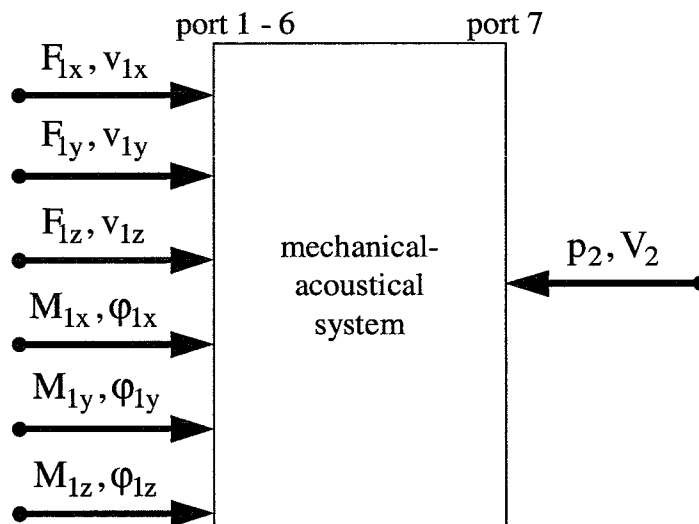 port 1 - 6 port 7
F1x, v1x
F1y, v1y
F1z, v1z
mechanical-
acoustical
system
p2, V2
M1x, φ1x
M1y, φ1y
M1z, φ1z